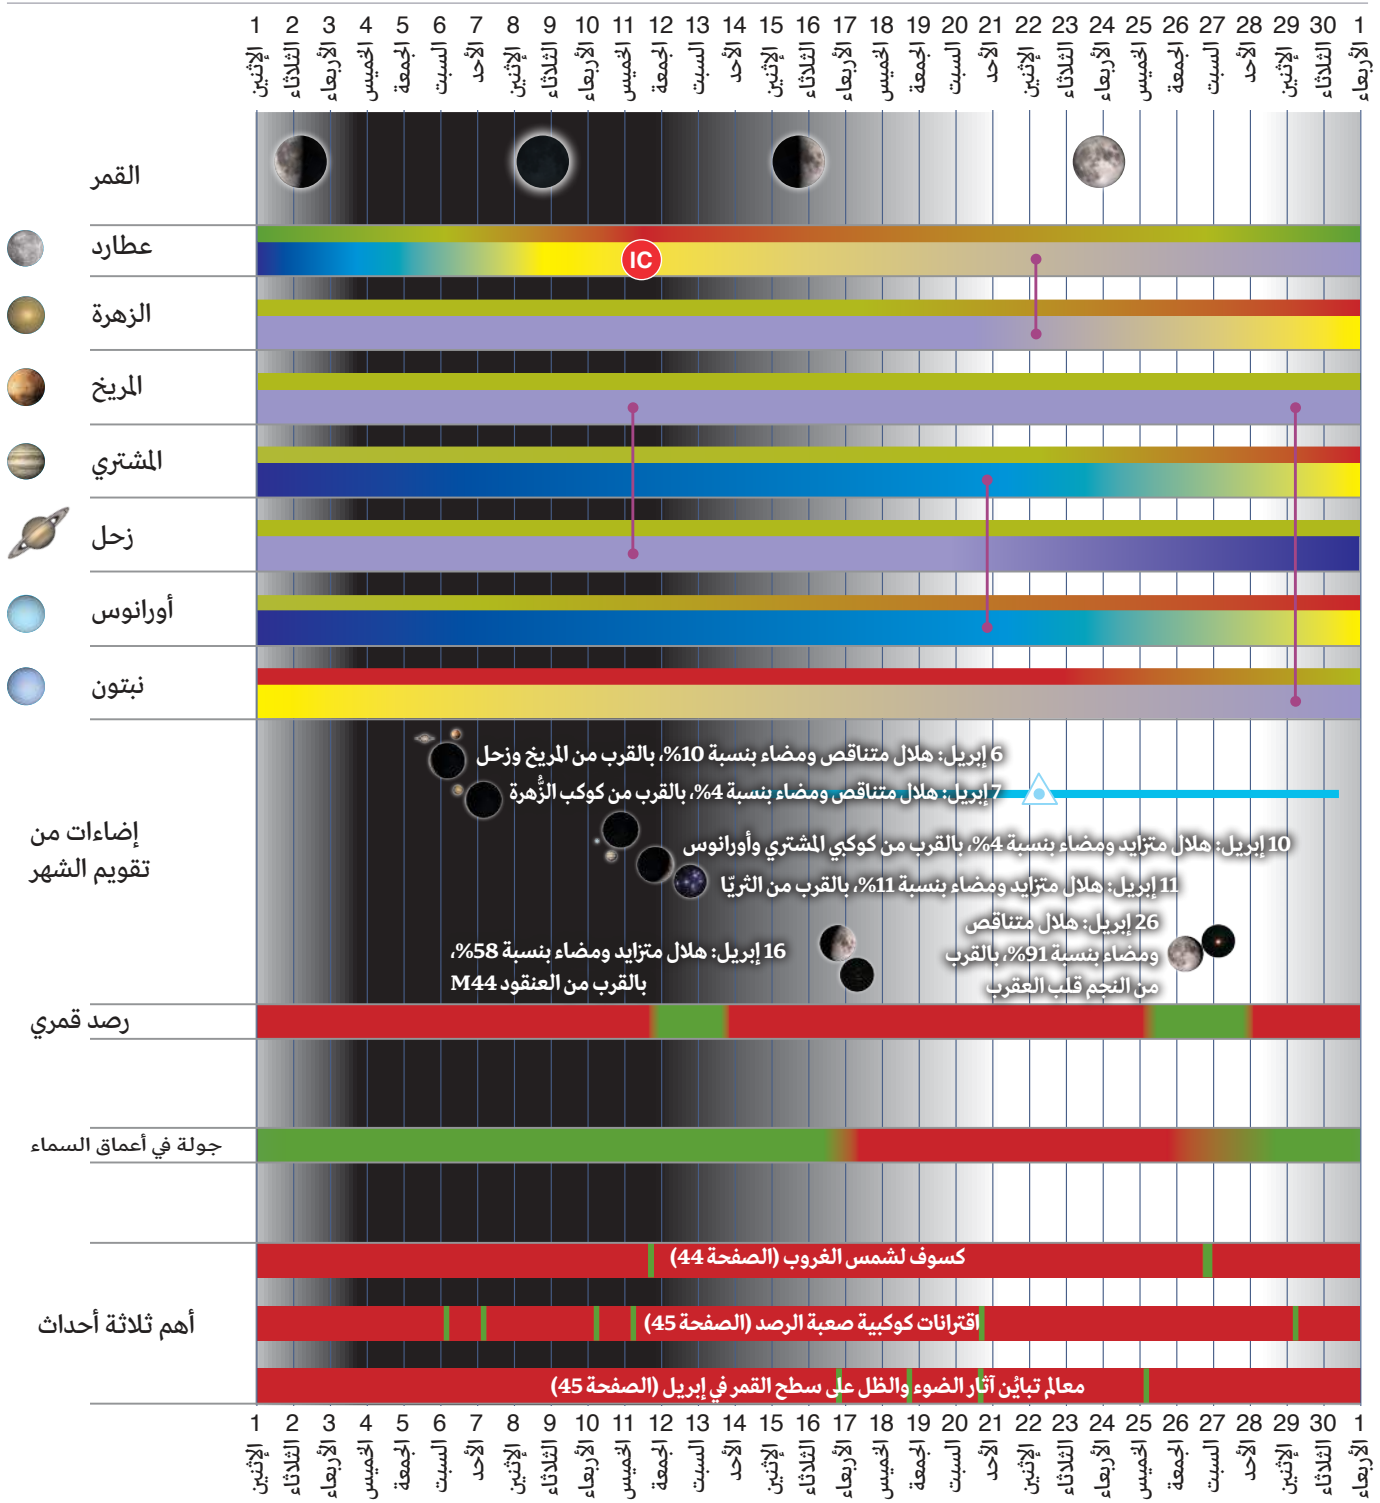 1 2 3 4 5 6 7 8 9 10 11 12 13 14 15 16 17 18 19 20 21 22 23 24 25 26 27 28 29 30 1
الإثنين الثلاثاء الأربعاء الخميس الجمعة السبت الأحد الإثنين الثلاثاء الأربعاء الخميس الجمعة السبت الأحد الإثنين الثلاثاء الأربعاء الخميس الجمعة السبت الأحد الإثنين الثلاثاء الأربعاء الخميس الجمعة السبت الأحد الإثنين الثلاثاء الأربعاء
القمر
عطارد
IC
الزهرة
المريخ
المشتري
زحل
أورانوس
نبتون
إضاءات من
تقويم الشهر
6 إبريل: هلال متناقص ومضاء بنسبة 10%، بالقرب من المريخ وزحل
7 إبريل: هلال متناقص ومضاء بنسبة 4%، بالقرب من كوكب الزُّهرة
10 إبريل: هلال متزايد ومضاء بنسبة 4%، بالقرب من كوكبي المشتري وأورانوس
11 إبريل: هلال متزايد ومضاء بنسبة 11%، بالقرب من الثريّا
26 إبريل: هلال متناقص
ومضاء بنسبة 91%، بالقرب
من النجم قلب العقرب
16 إبريل: هلال متزايد ومضاء بنسبة 58%،
بالقرب من العنقود M44
رصد قمري
جولة في أعماق السماء
أهم ثلاثة أحداث
كسوف لشمس الغروب (الصفحة 44)
اقترانات كوكبية صعبة الرصد (الصفحة 45)
معالم تبايُن آثار الضوء والظل على سطح القمر في إبريل (الصفحة 45)
1 2 3 4 5 6 7 8 9 10 11 12 13 14 15 16 17 18 19 20 21 22 23 24 25 26 27 28 29 30 1
الإثنين الثلاثاء الأربعاء الخميس الجمعة السبت الأحد الإثنين الثلاثاء الأربعاء الخميس الجمعة السبت الأحد الإثنين الثلاثاء الأربعاء الخميس الجمعة السبت الأحد الإثنين الثلاثاء الأربعاء الخميس الجمعة السبت الأحد الإثنين الثلاثاء الأربعاء